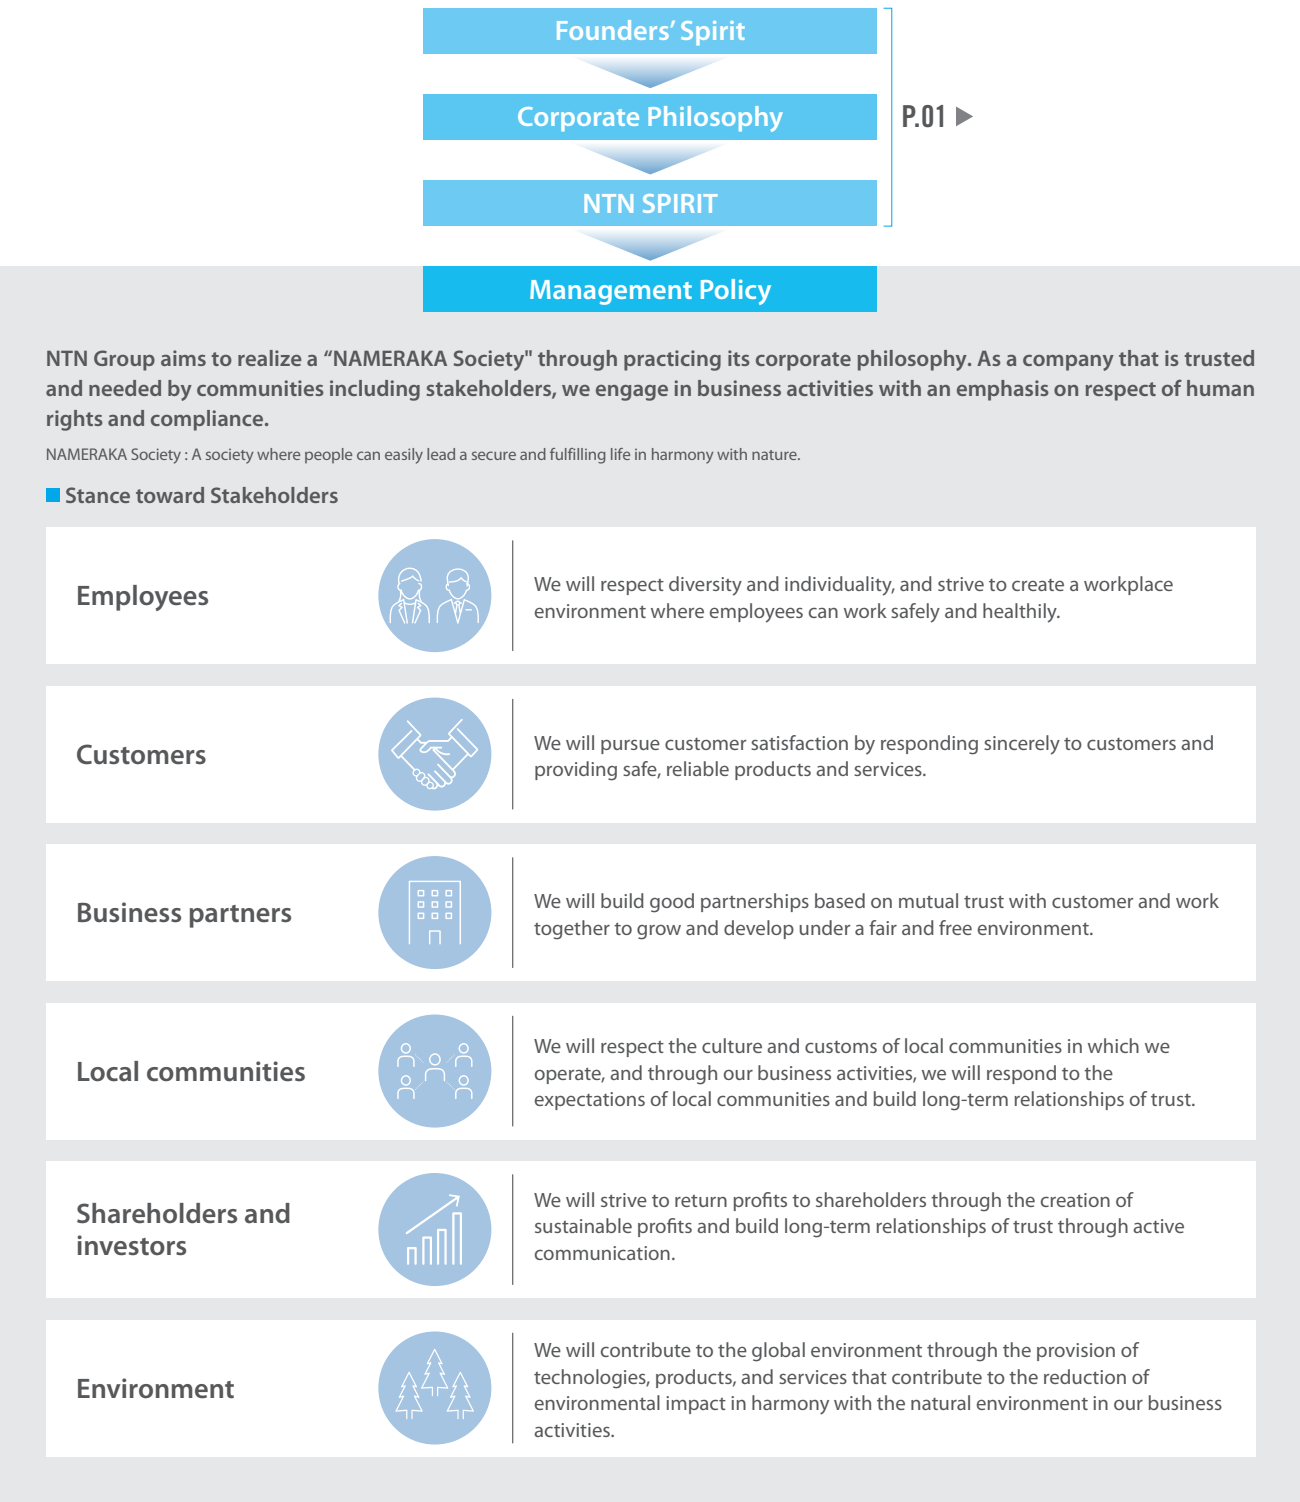 Founders’ Spirit
Corporate Philosophy
P.01 ▶
NTN SPIRIT
Management Policy
NTN Group aims to realize a “NAMERAKA Society" through practicing its corporate philosophy. As a company that is trusted
and needed by communities including stakeholders, we engage in business activities with an emphasis on respect of human
rights and compliance.
NAMERAKA Society : A society where people can easily lead a secure and fulfilling life in harmony with nature.
Stance toward Stakeholders
Employees
We will respect diversity and individuality, and strive to create a workplace
environment where employees can work safely and healthily.
Customers
We will pursue customer satisfaction by responding sincerely to customers and
providing safe, reliable products and services.
Business partners
We will build good partnerships based on mutual trust with customer and work
together to grow and develop under a fair and free environment.
Local communities
We will respect the culture and customs of local communities in which we
operate, and through our business activities, we will respond to the
expectations of local communities and build long-term relationships of trust.
Shareholders and
investors
We will strive to return profits to shareholders through the creation of
sustainable profits and build long-term relationships of trust through active
communication.
Environment
We will contribute to the global environment through the provision of
technologies, products, and services that contribute to the reduction of
environmental impact in harmony with the natural environment in our business
activities.